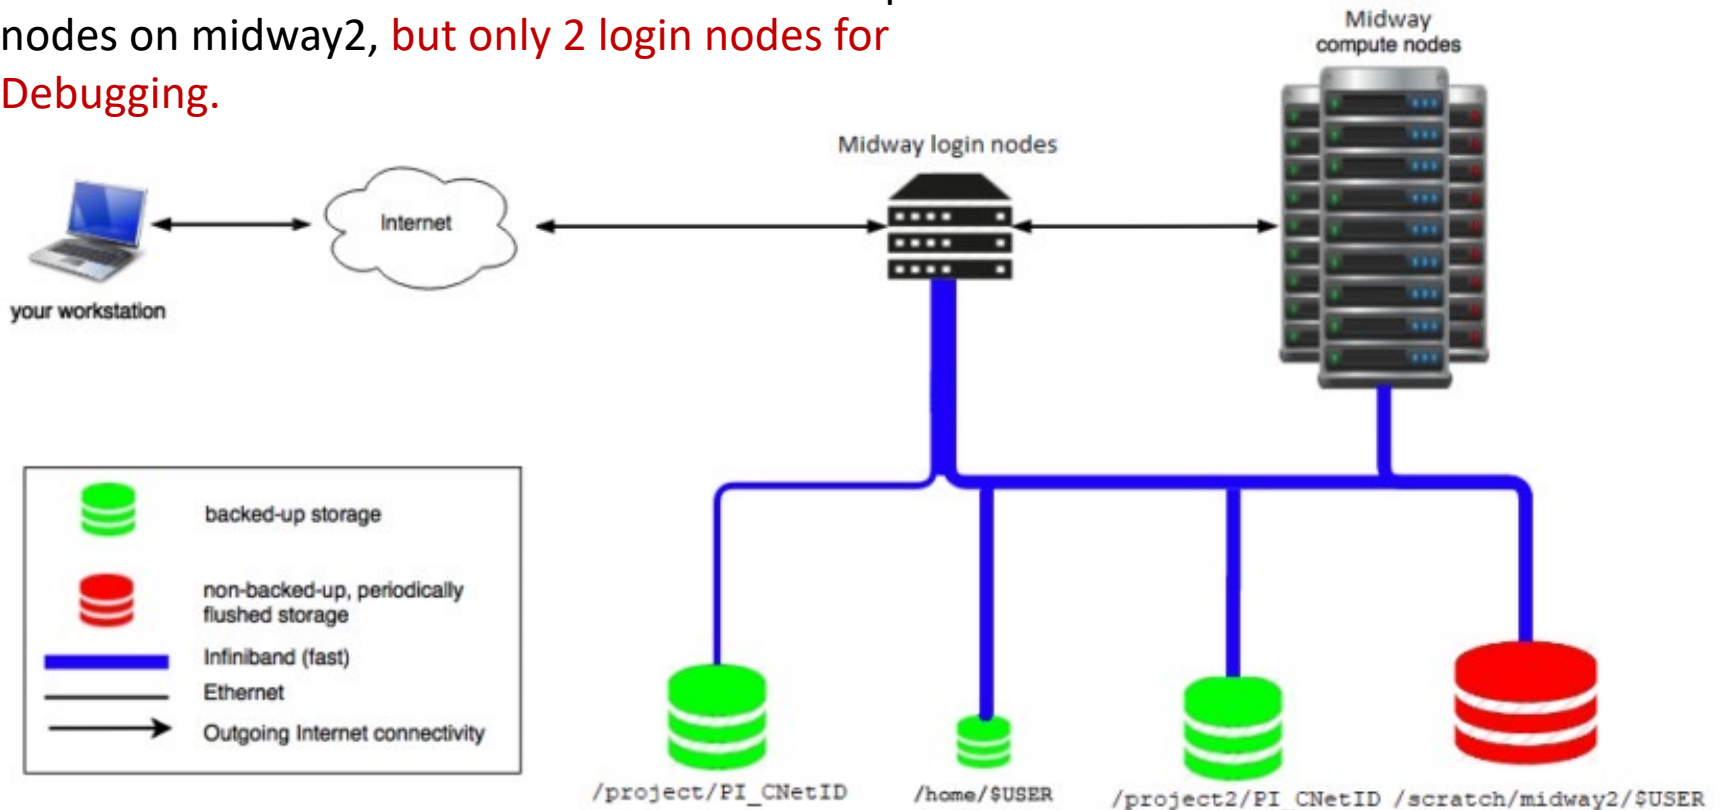 nodes on midway2, but only 2 login nodes for
Debugging.
Midway
compute nodes
Midway login nodes
Internet
your workstation
backed-up storage
non-backed-up, periodically
flushed storage
Infiniband (fast)
Ethernet
Outgoing Internet connectivity
/project/PI_CNetID
/home/$USER
/project2/PI_CNetID
/scratch/midway2/$USER